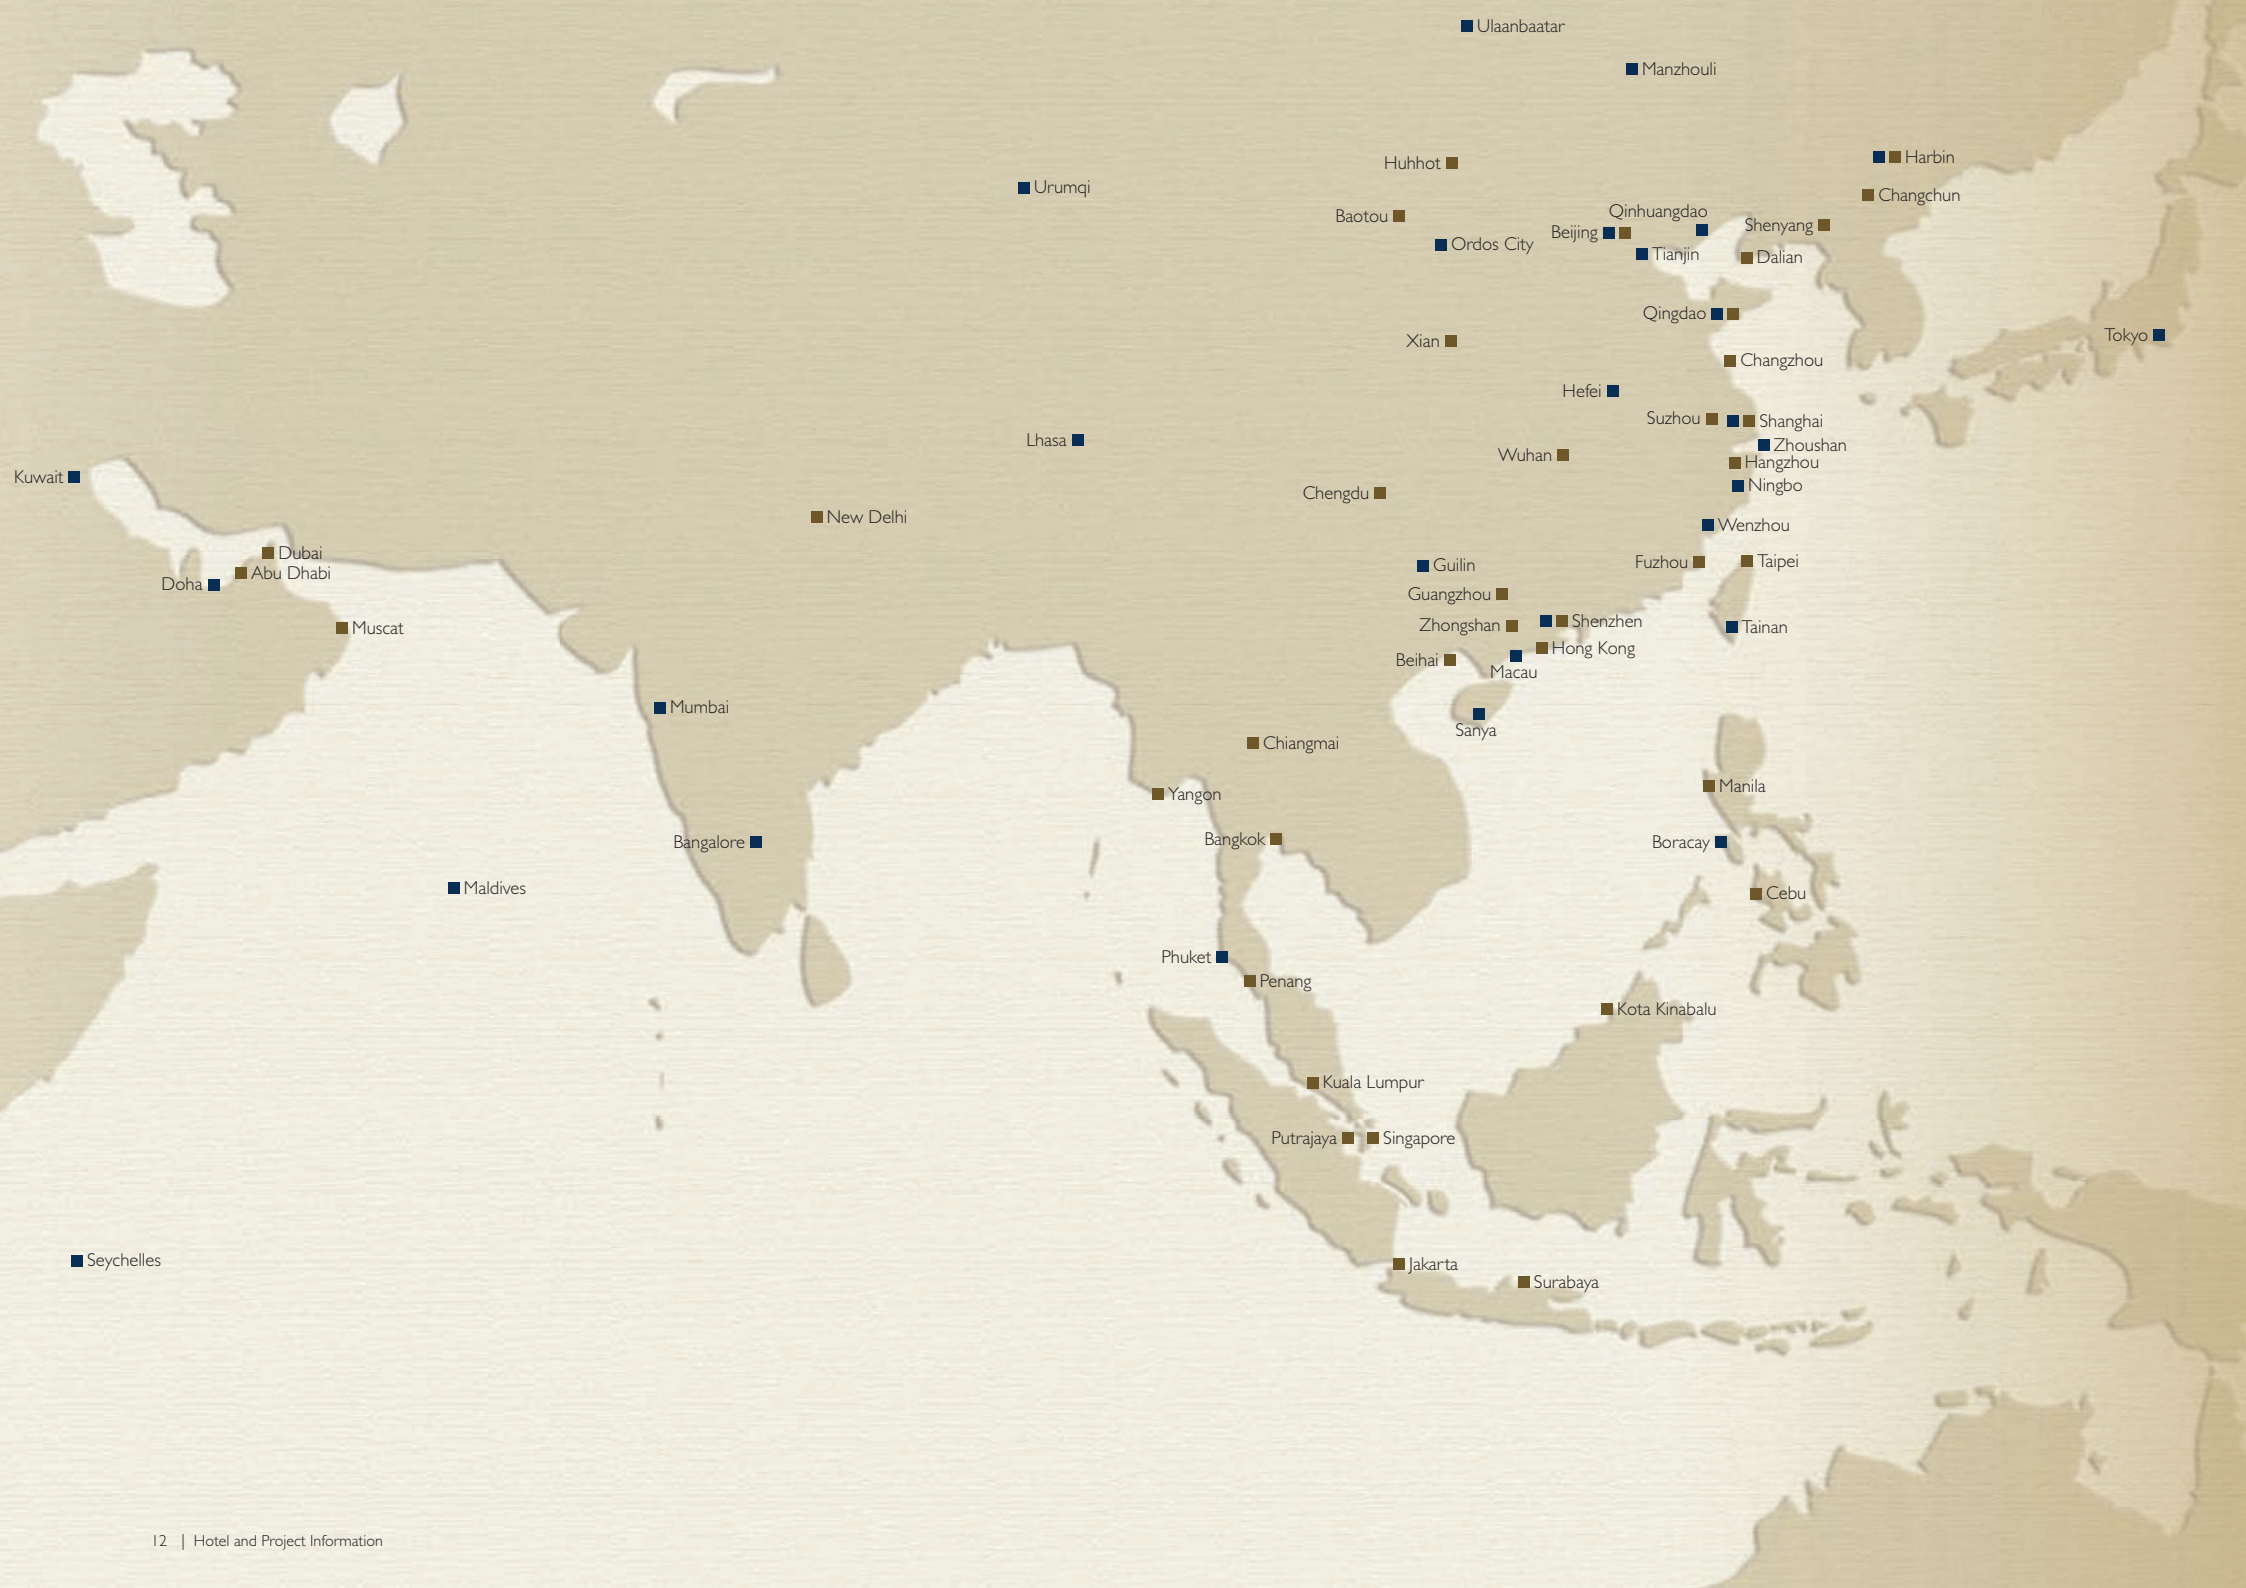 Ulaanbaatar
Manzhouli
Harbin
Huhhot
Urumqi
Changchun
Baotou
Qinhuangdao
Shenyang
Beijing
Ordos City
Tianjin
Dalian
Qingdao
Tokyo
Xian
Changzhou
Hefei
Suzhou
Shanghai
Lhasa
Zhoushan
Wuhan
Hangzhou
Kuwait
Ningbo
Chengdu
New Delhi
Wenzhou
Dubai
Fuzhou
Taipei
Guilin
Abu Dhabi
Doha
Guangzhou
Shenzhen
Zhongshan
Tainan
Muscat
Hong Kong
Beihai
Macau
Mumbai
Sanya
Chiangmai
Manila
Yangon
Bangkok
Bangalore
Boracay
Maldives
Cebu
Phuket
Penang
Kota Kinabalu
Kuala Lumpur
Putrajaya
Singapore
Seychelles
Jakarta
Surabaya
12 | Hotel and Project Information